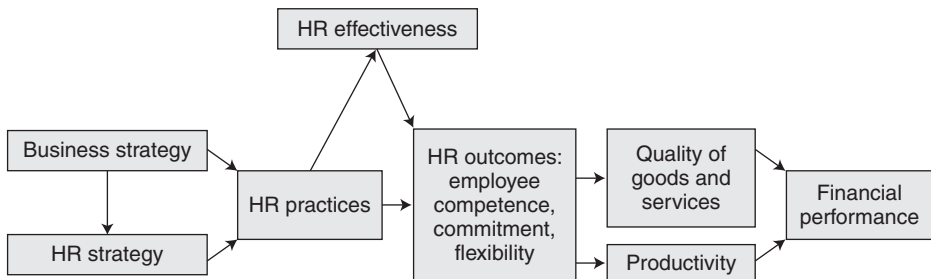 HR effectiveness
Business strategy
HR strategy
HR practices
HR outcomes:
employee
competence,
commitment,
flexibility
Quality of
goods and
services
Productivity
Financial
performance